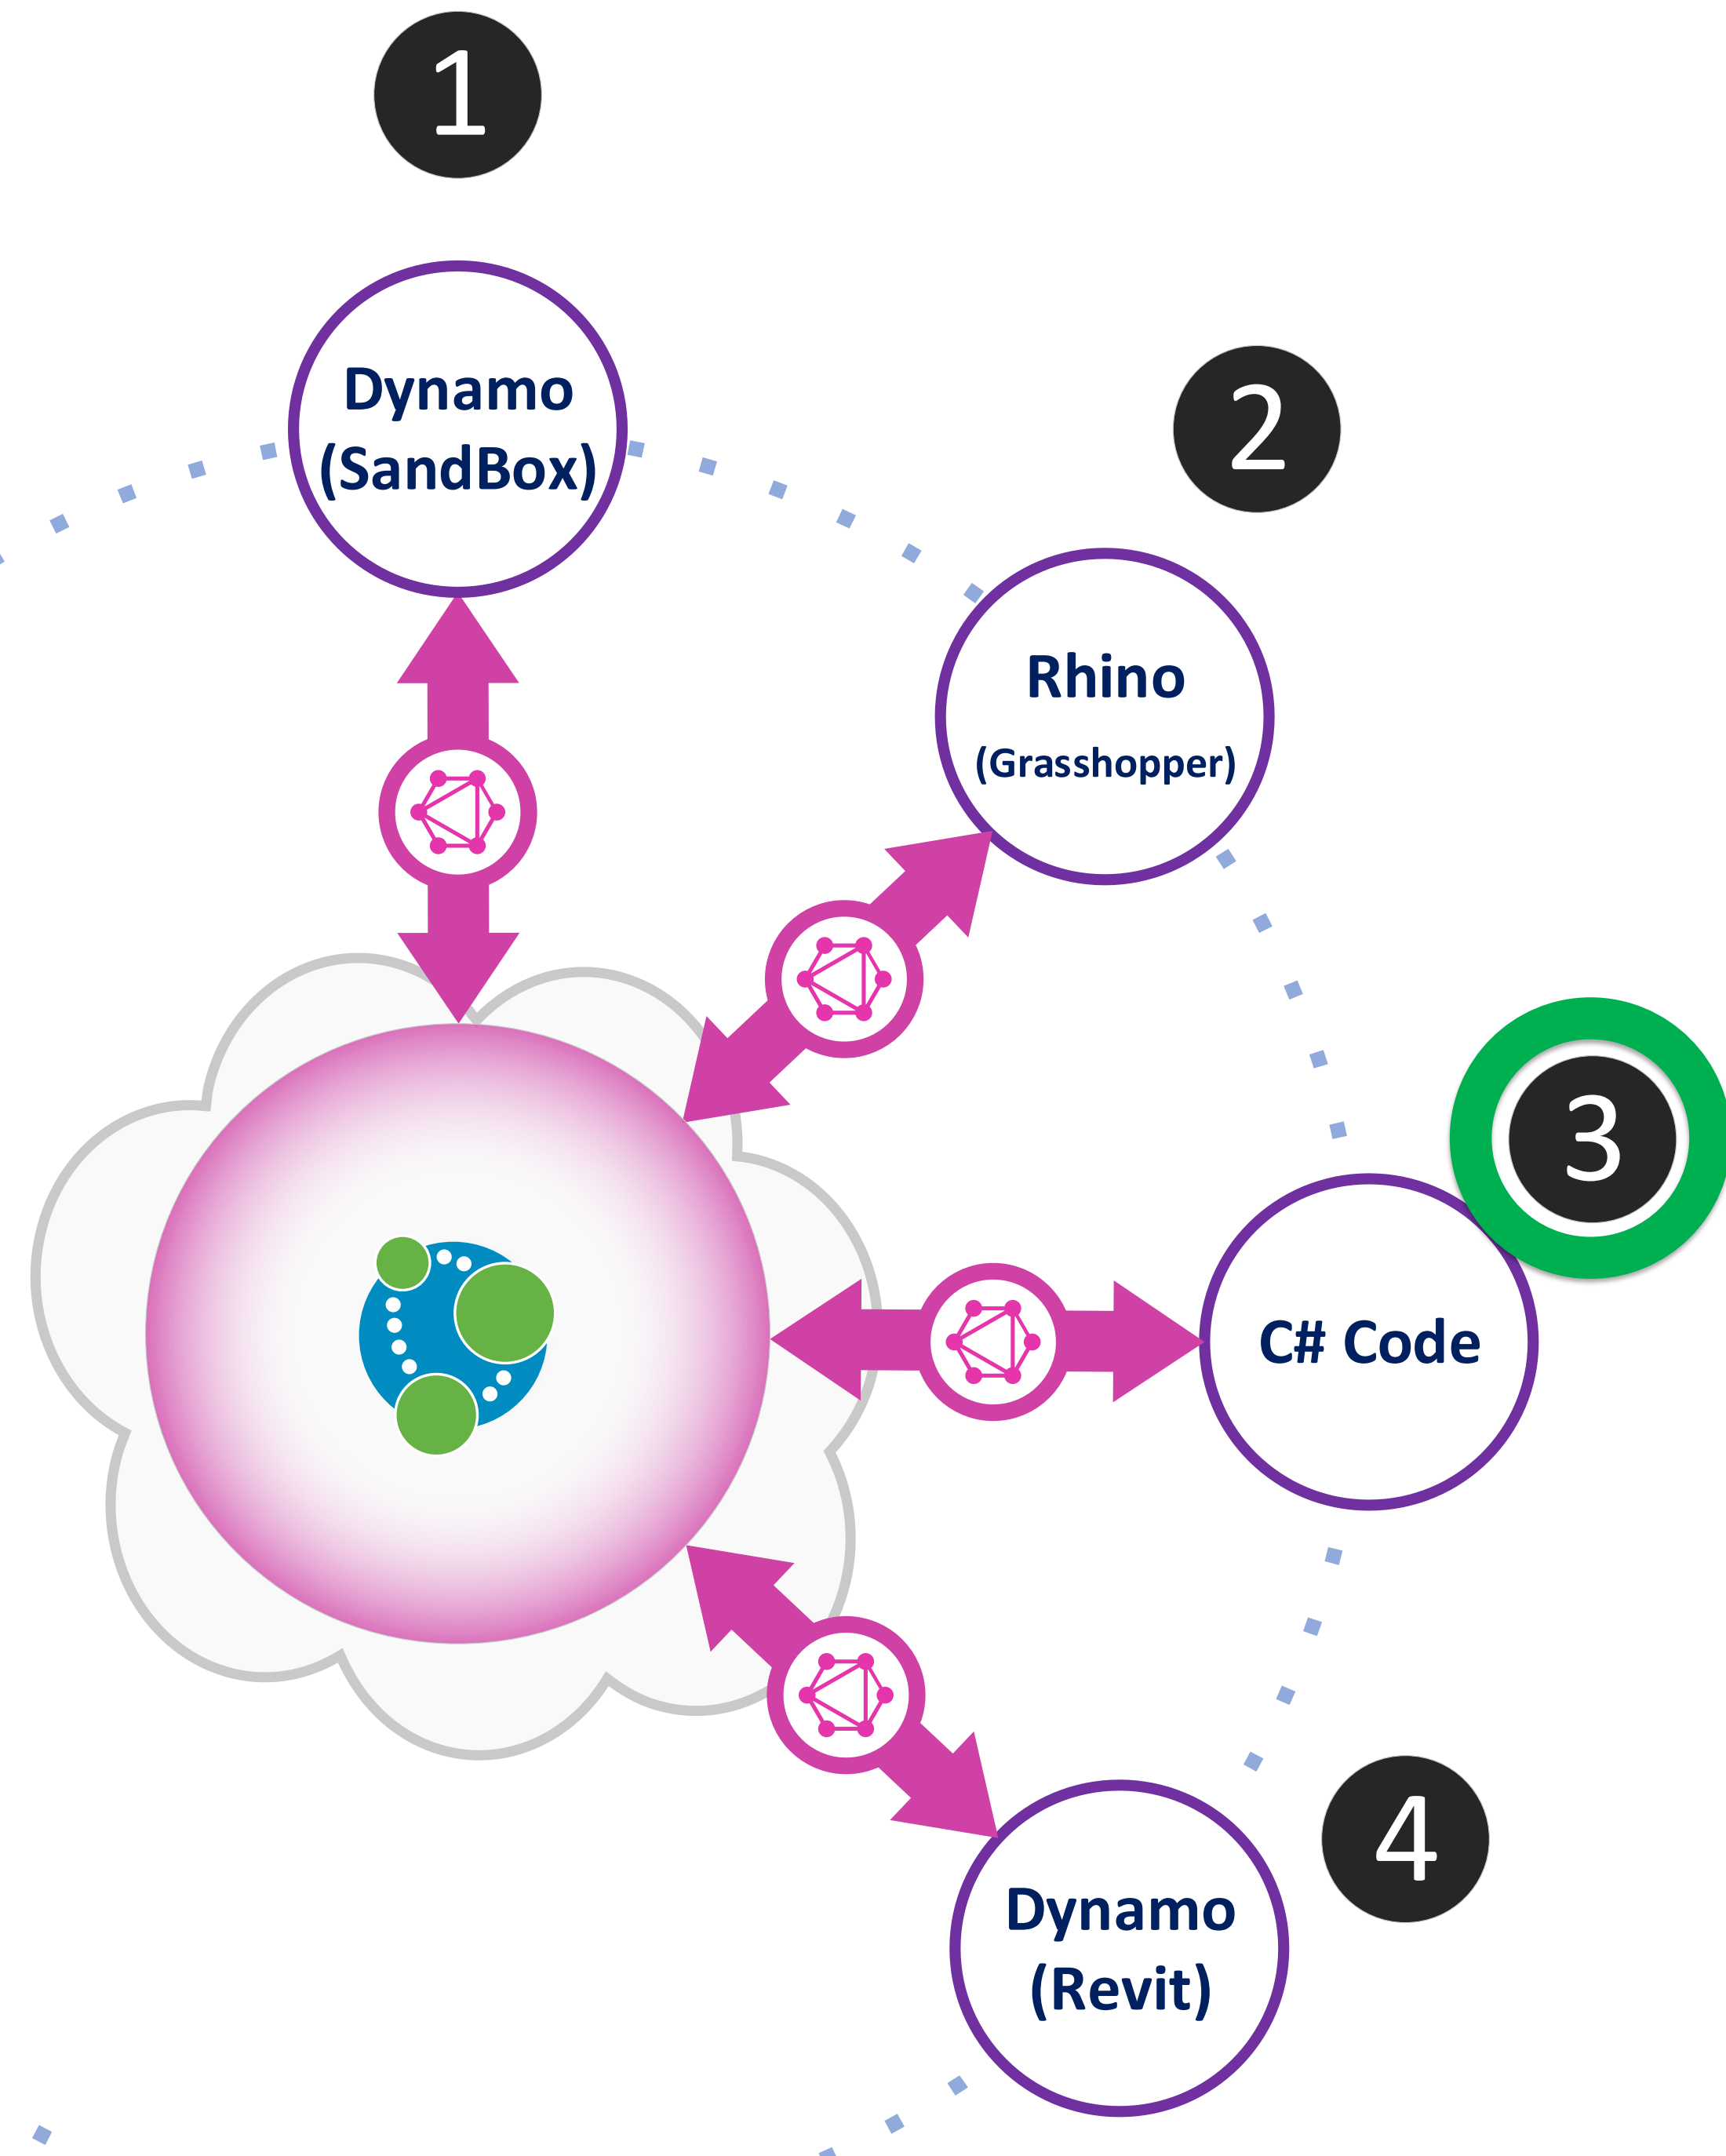 1
Dynamo
(SandBox)
2
Rhino
(Grasshopper)
3
C# Code
4
Dynamo
(Revit)